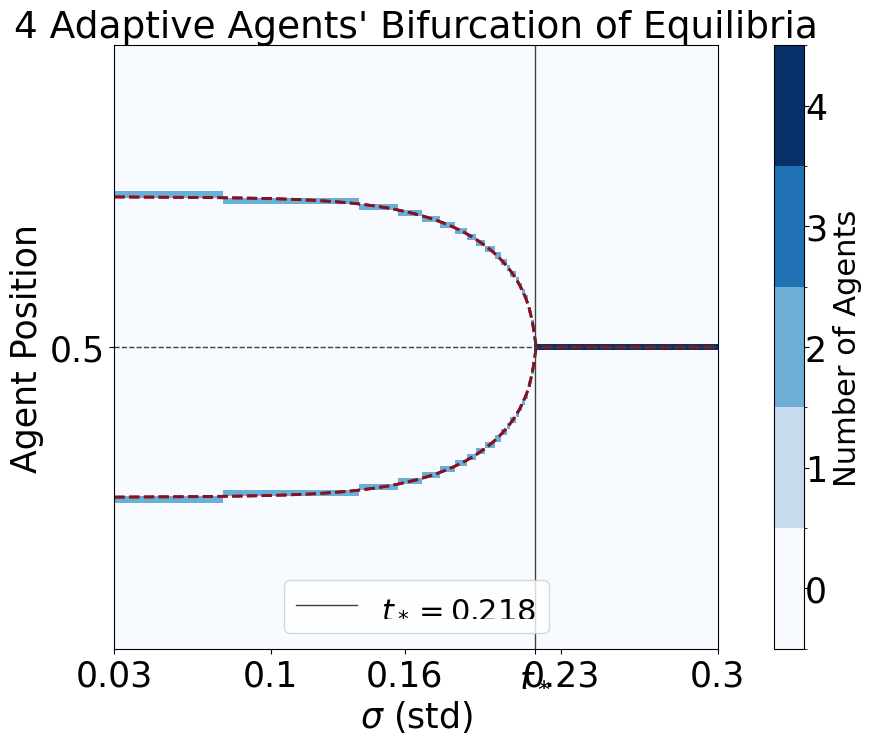 4 Adaptive Agents' Bifurcation of Equilibria
Agent Position
0.5
t* = 0.218
0.03 0.1 0.16 t* 0.23 0.3
σ (std)
4
3
2
1
0
Number of Agents